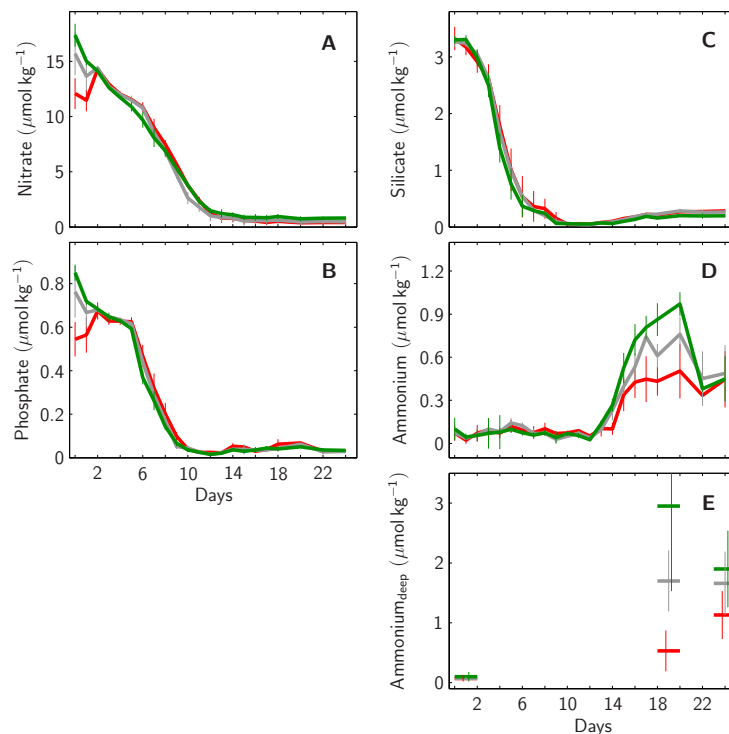 A
Nitrate (μmol kg⁻¹)
15
10
5
0
B
Phosphate (μmol kg⁻¹)
0.8
0.6
0.4
0.2
0
2 6 10 14 18 22
Days
C
Silicate (μmol kg⁻¹)
3
2
1
0
D
Ammonium (μmol kg⁻¹)
1.2
0.9
0.6
0.3
0
E
Ammonium_deep (μmol kg⁻¹)
3
2
1
0
2 6 10 14 18 22
Days